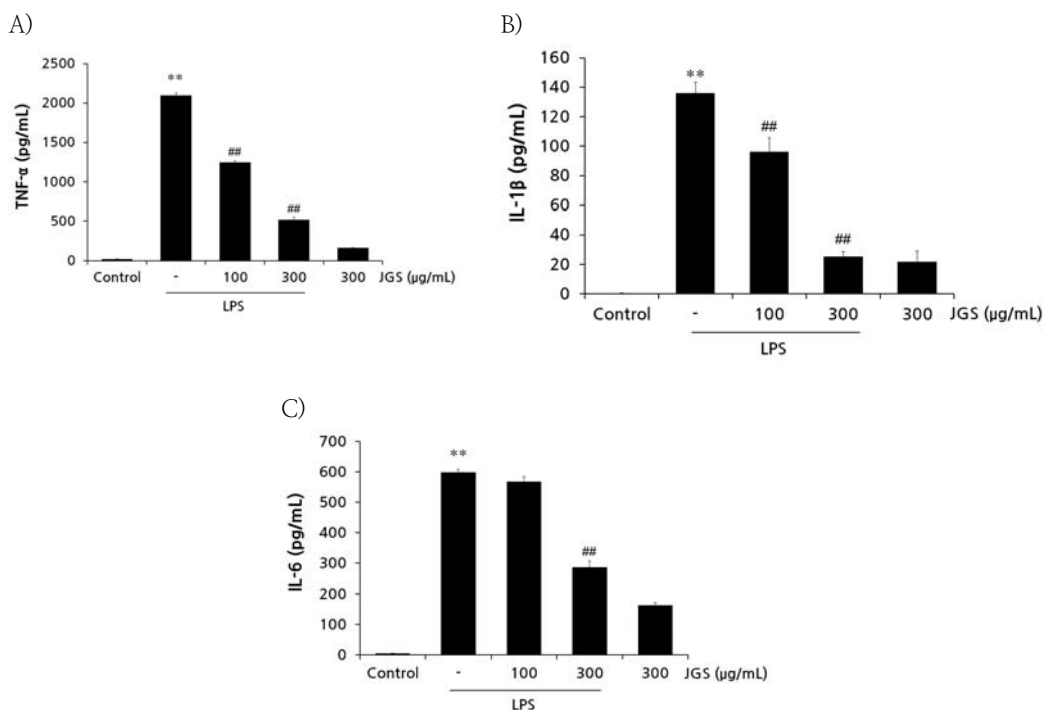 A)
TNF-α (pg/mL)
2500
2000
1500
1000
500
0
**
##
##
Control - 100 300 300 JGS (μg/mL)
LPS
B)
IL-1β (pg/mL)
160
140
120
100
80
60
40
20
0
**
##
##
Control - 100 300 300 JGS (μg/mL)
LPS
C)
IL-6 (pg/mL)
700
600
500
400
300
200
100
0
**
##
Control - 100 300 300 JGS (μg/mL)
LPS